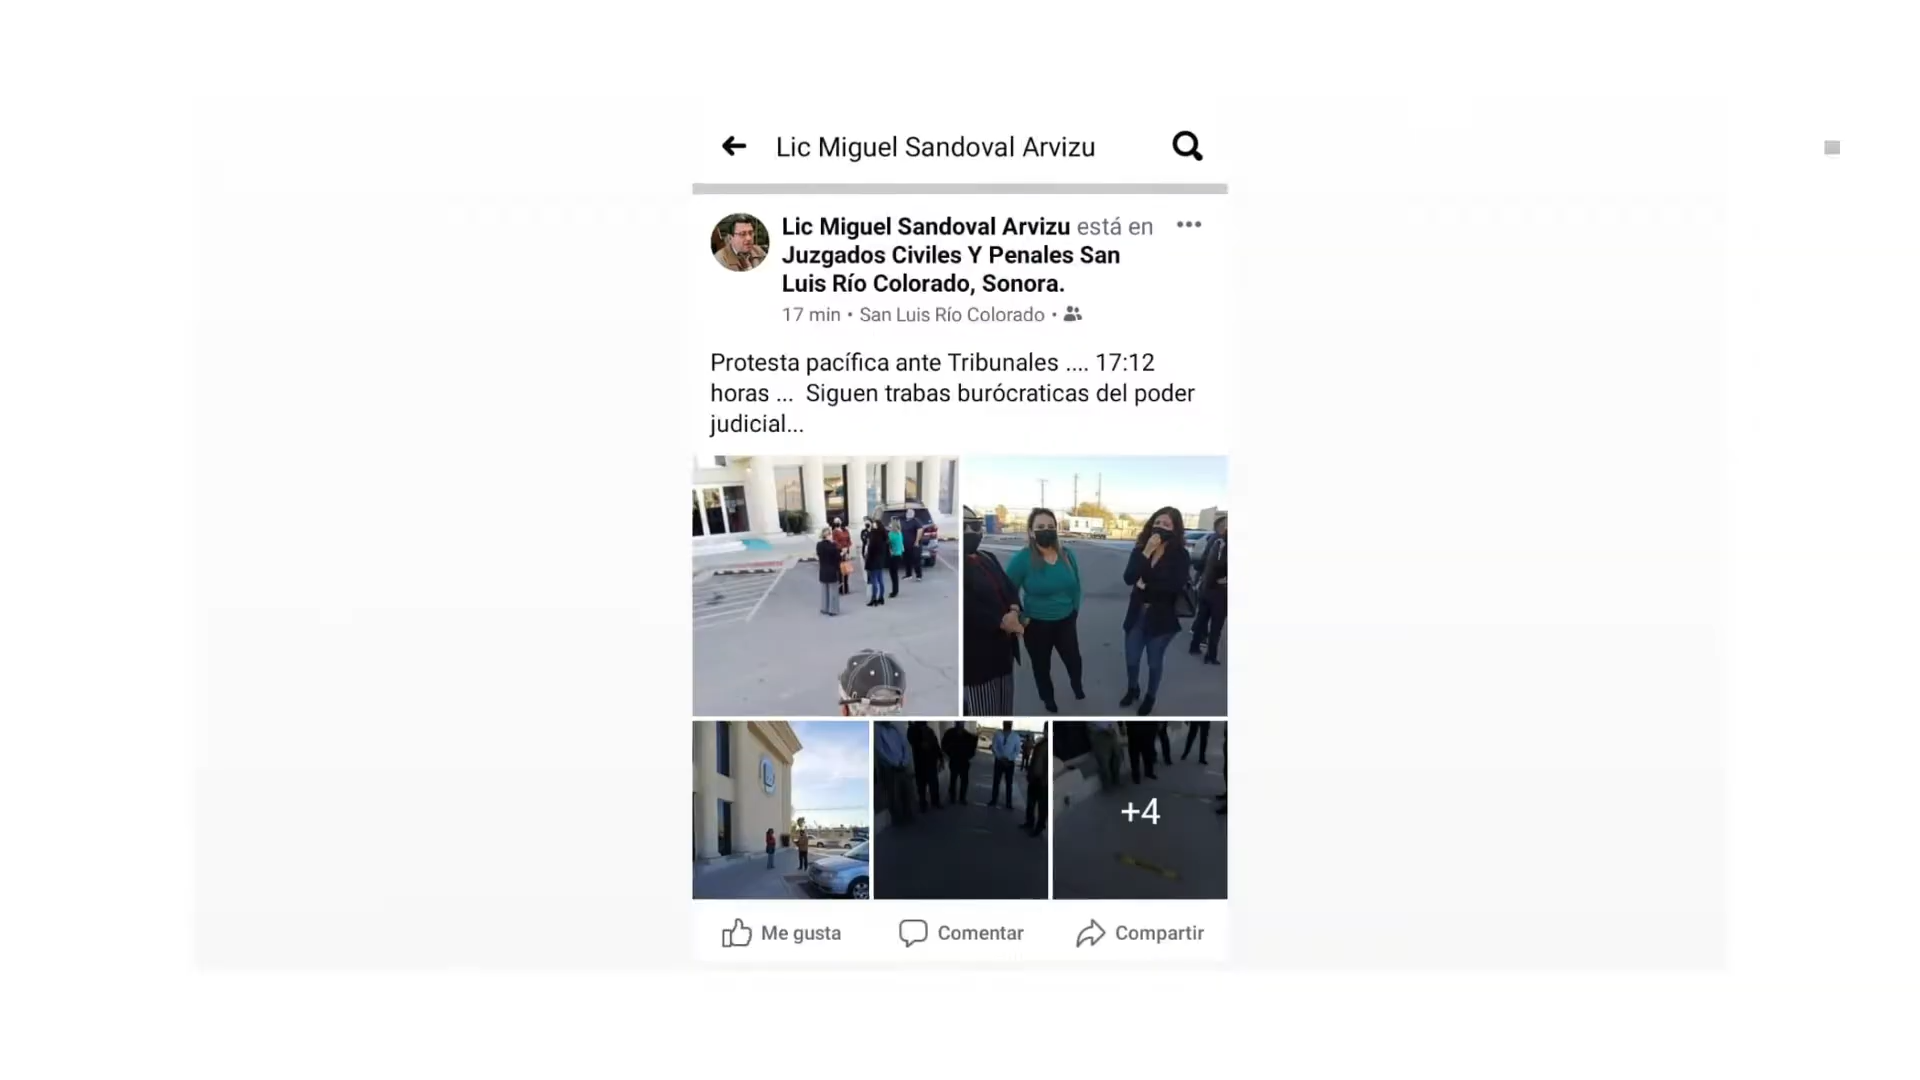 Lic Miguel Sandoval Arvizu
Lic Miguel Sandoval Arvizu está en
Juzgados Civiles Y Penales San
Luis Río Colorado, Sonora.
17 min • San Luis Río Colorado •
Protesta pacífica ante Tribunales .... 17:12
horas ... Siguen trabas burócraticas del poder
judicial...
+4
Me gusta
Comentar
Compartir